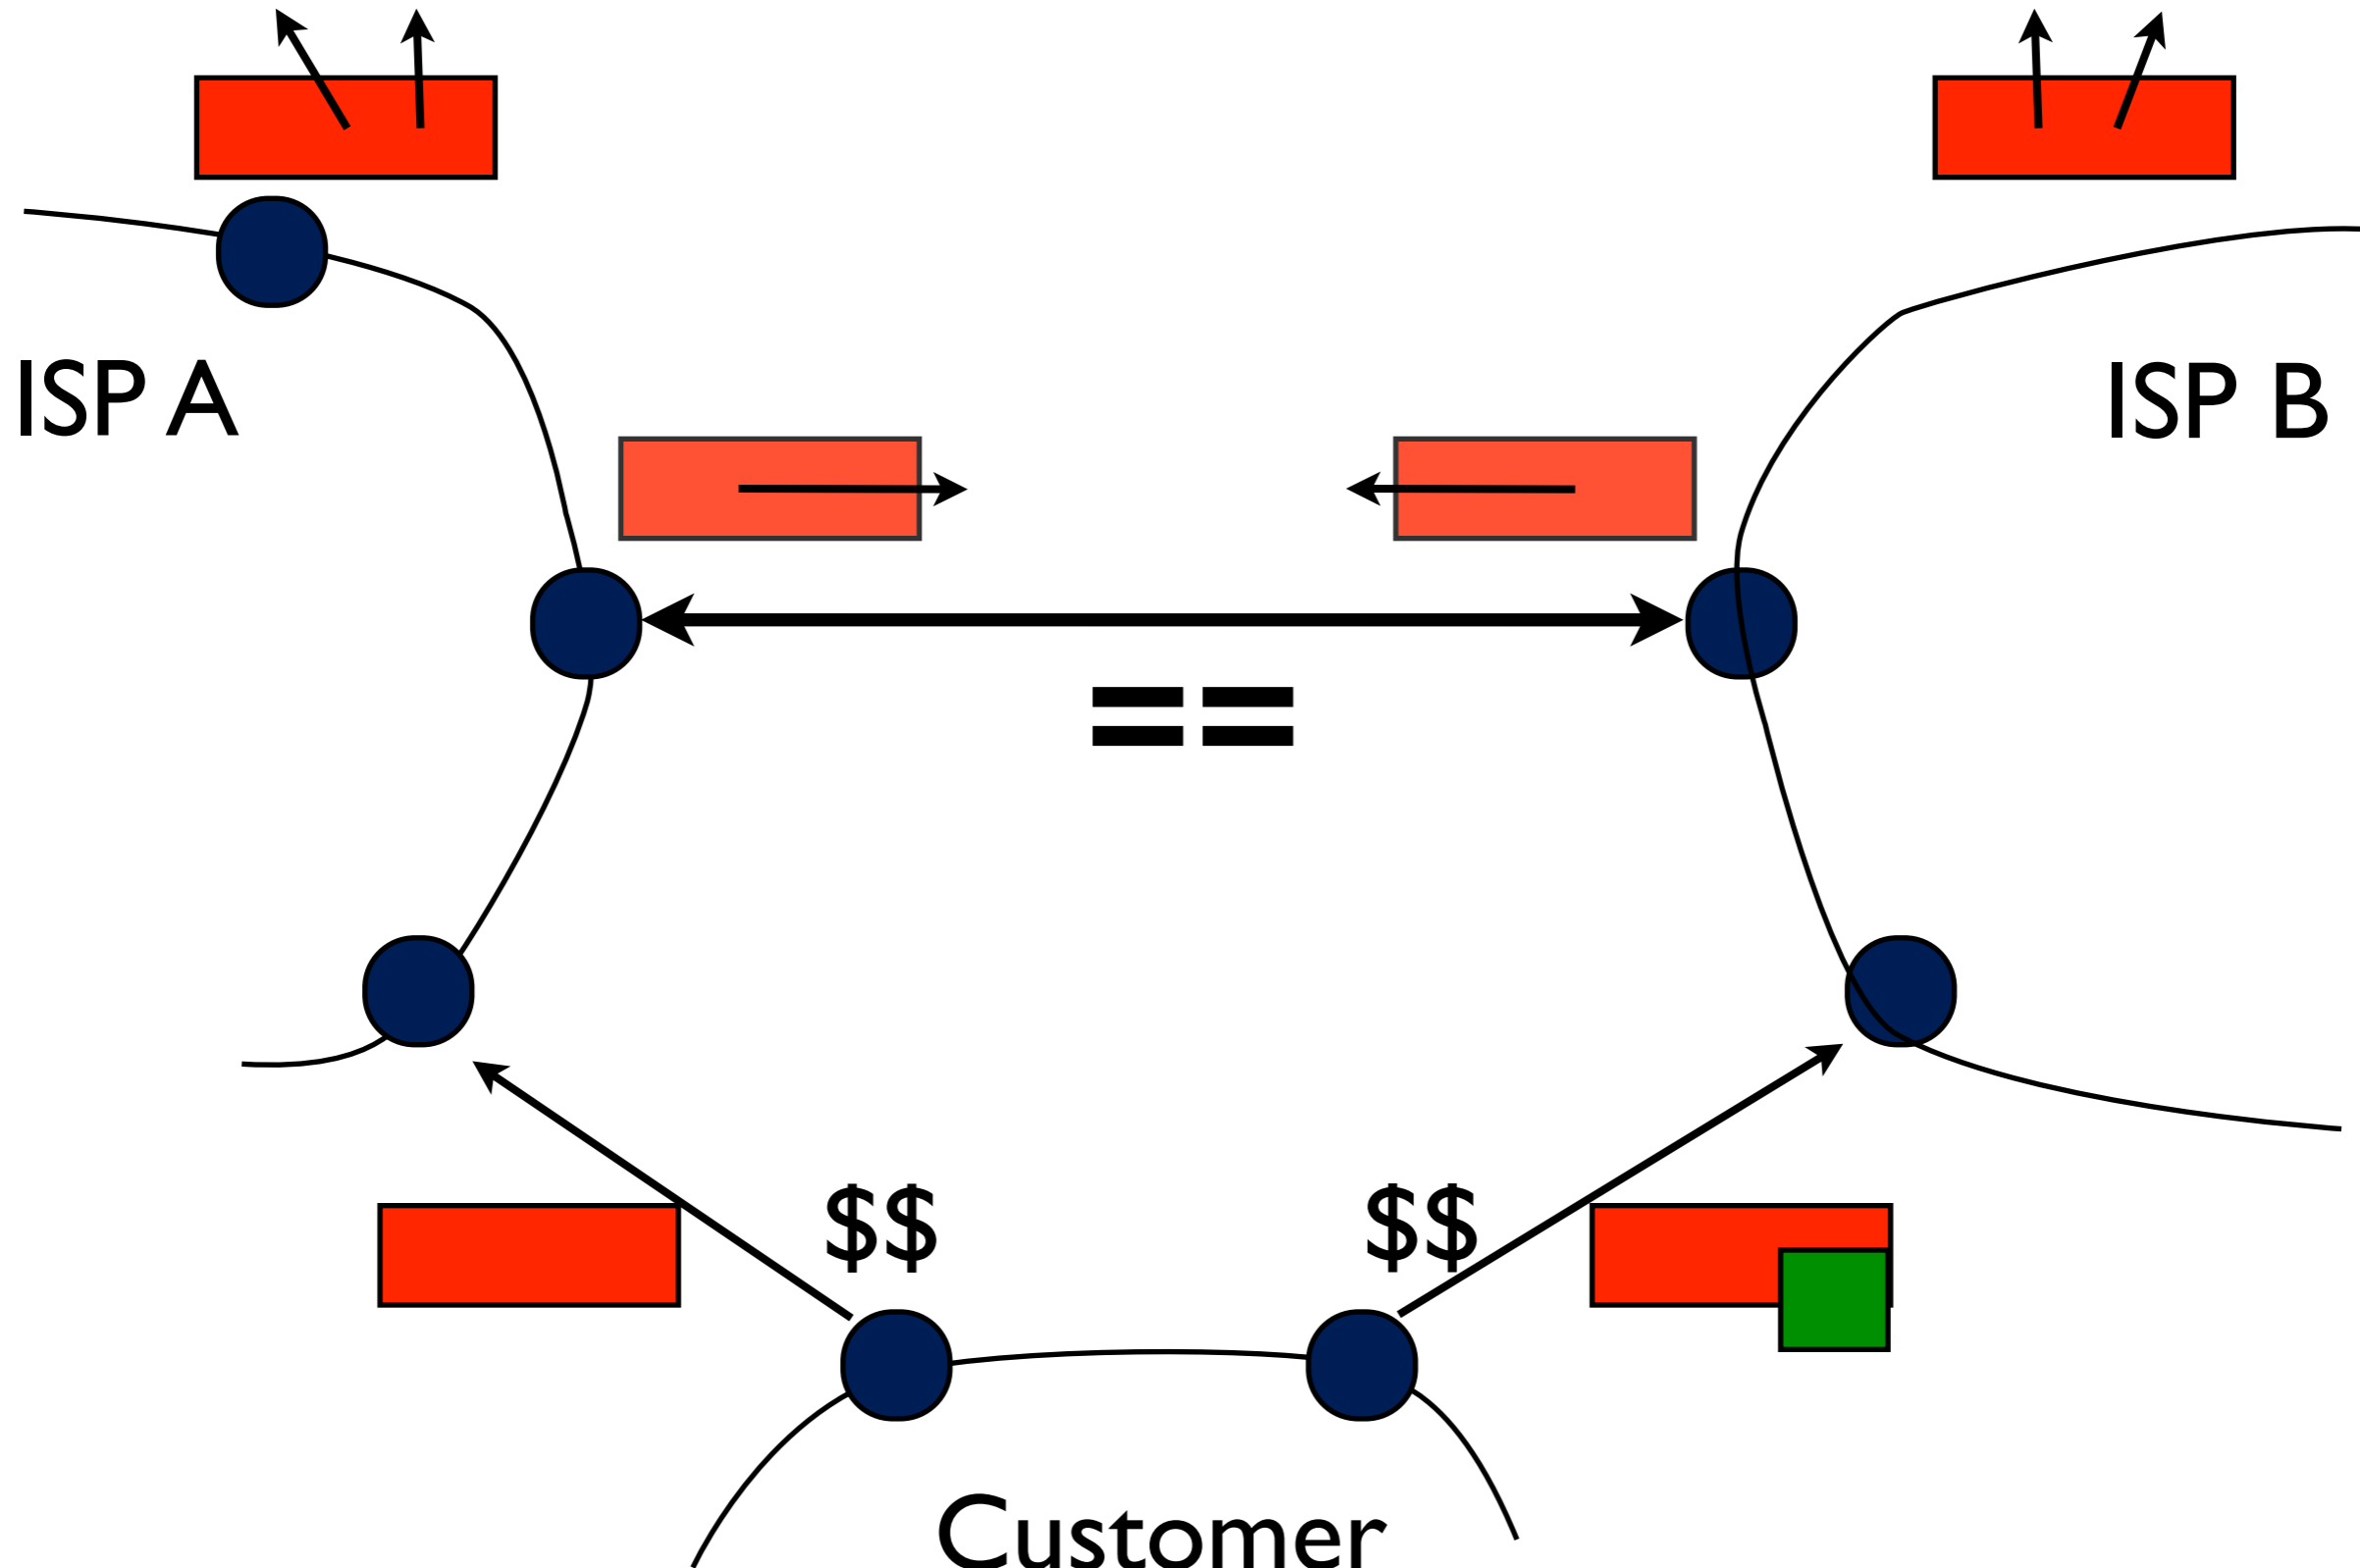 ISP A
ISP B
==
$$
$$
Customer